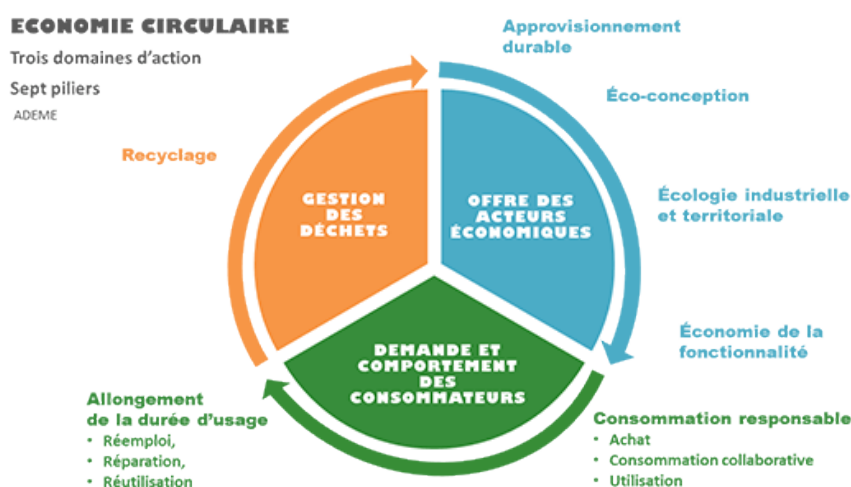 ECONOMIE CIRCULAIRE
Trois domaines d'action
Sept piliers
ADEME
Approvisionnement
durable
Éco-conception
Écologie industrielle
et territoriale
Économie de la
fonctionnalité
OFFRE DES
ACTEURS
ÉCONOMIQUES
Consommation responsable
• Achat
• Consommation collaborative
• Utilisation
DEMANDE ET
COMPORTEMENT
DES
CONSOMMATEURS
Allongement
de la durée d'usage
• Réemploi,
• Réparation,
• Réutilisation
Recyclage
GESTION
DES
DÉCHETS